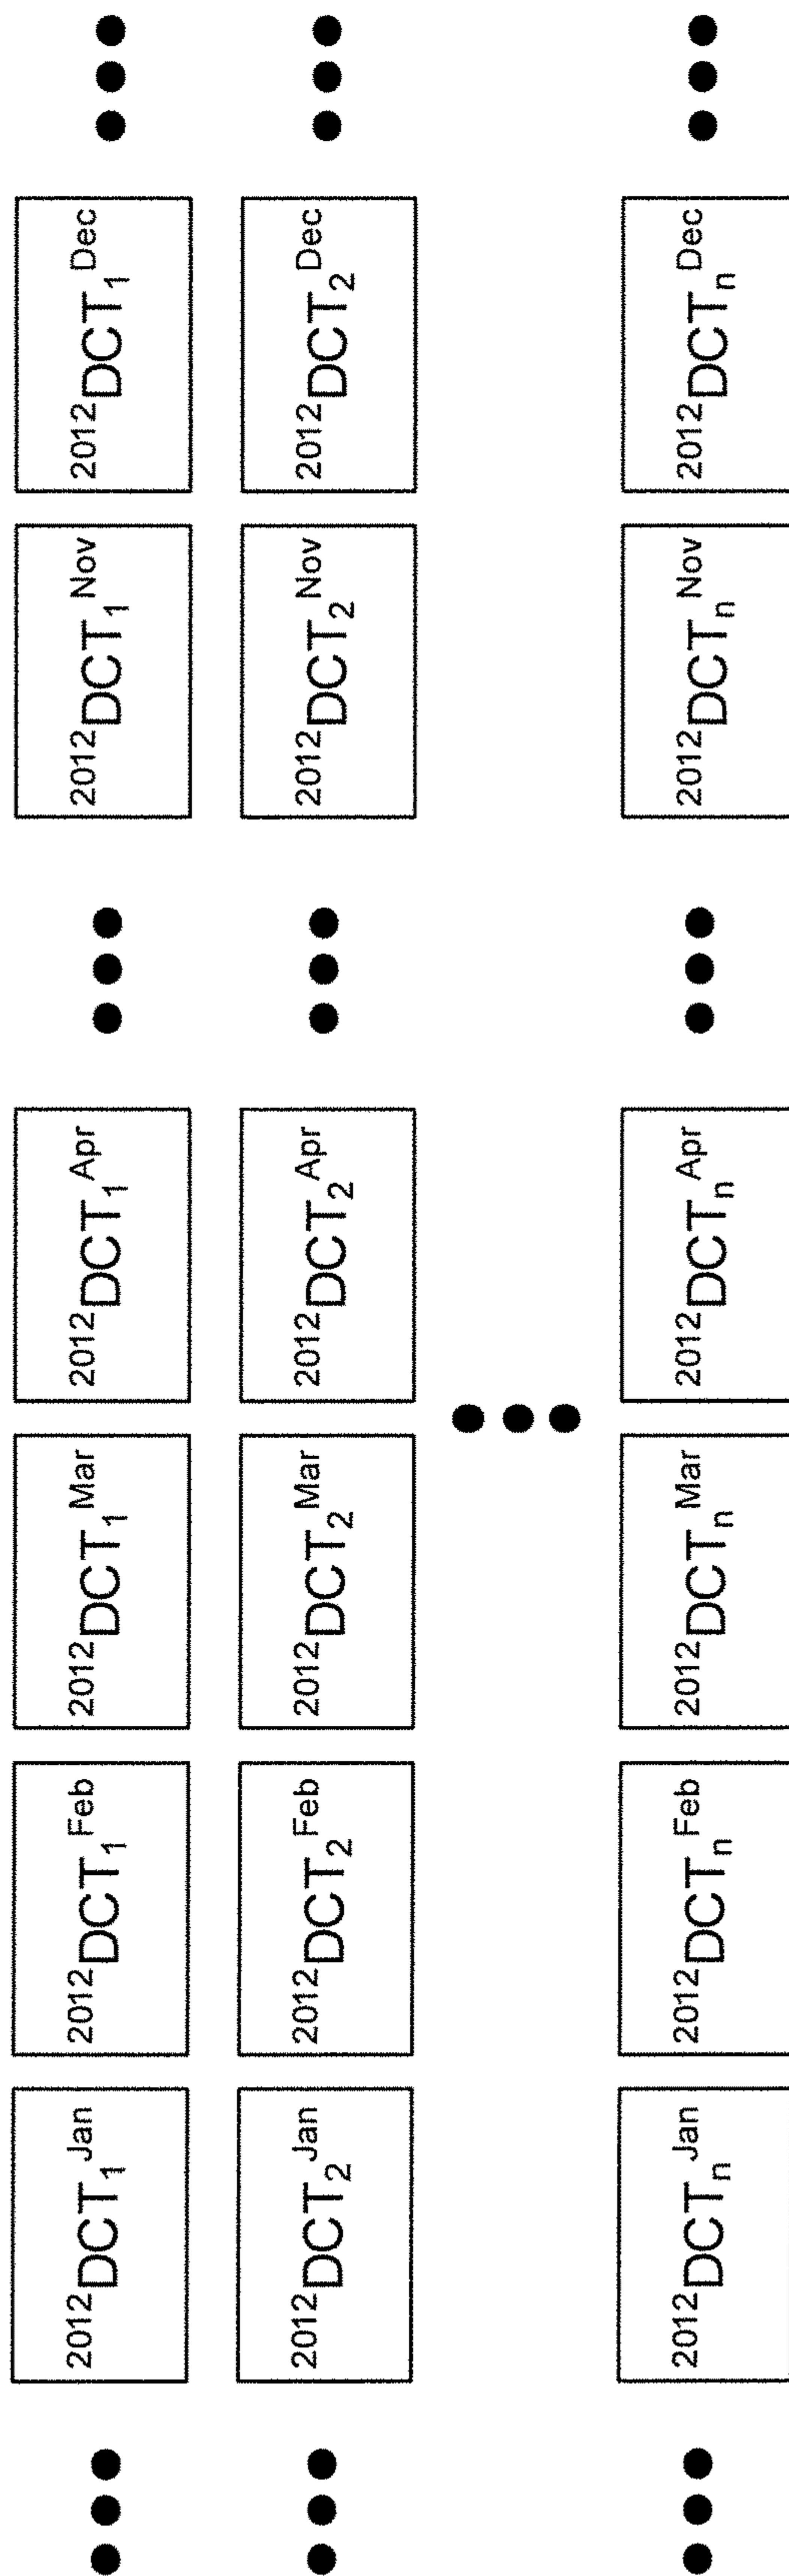 2012DCT1Jan 2012DCT1Feb 2012DCT1Mar 2012DCT1Apr ••• 2012DCT1Nov 2012DCT1Dec
2012DCT2Jan 2012DCT2Feb 2012DCT2Mar 2012DCT2Apr ••• 2012DCT2Nov 2012DCT2Dec
2012DCTnJan 2012DCTnFeb 2012DCTnMar 2012DCTnApr ••• 2012DCTnNov 2012DCTnDec